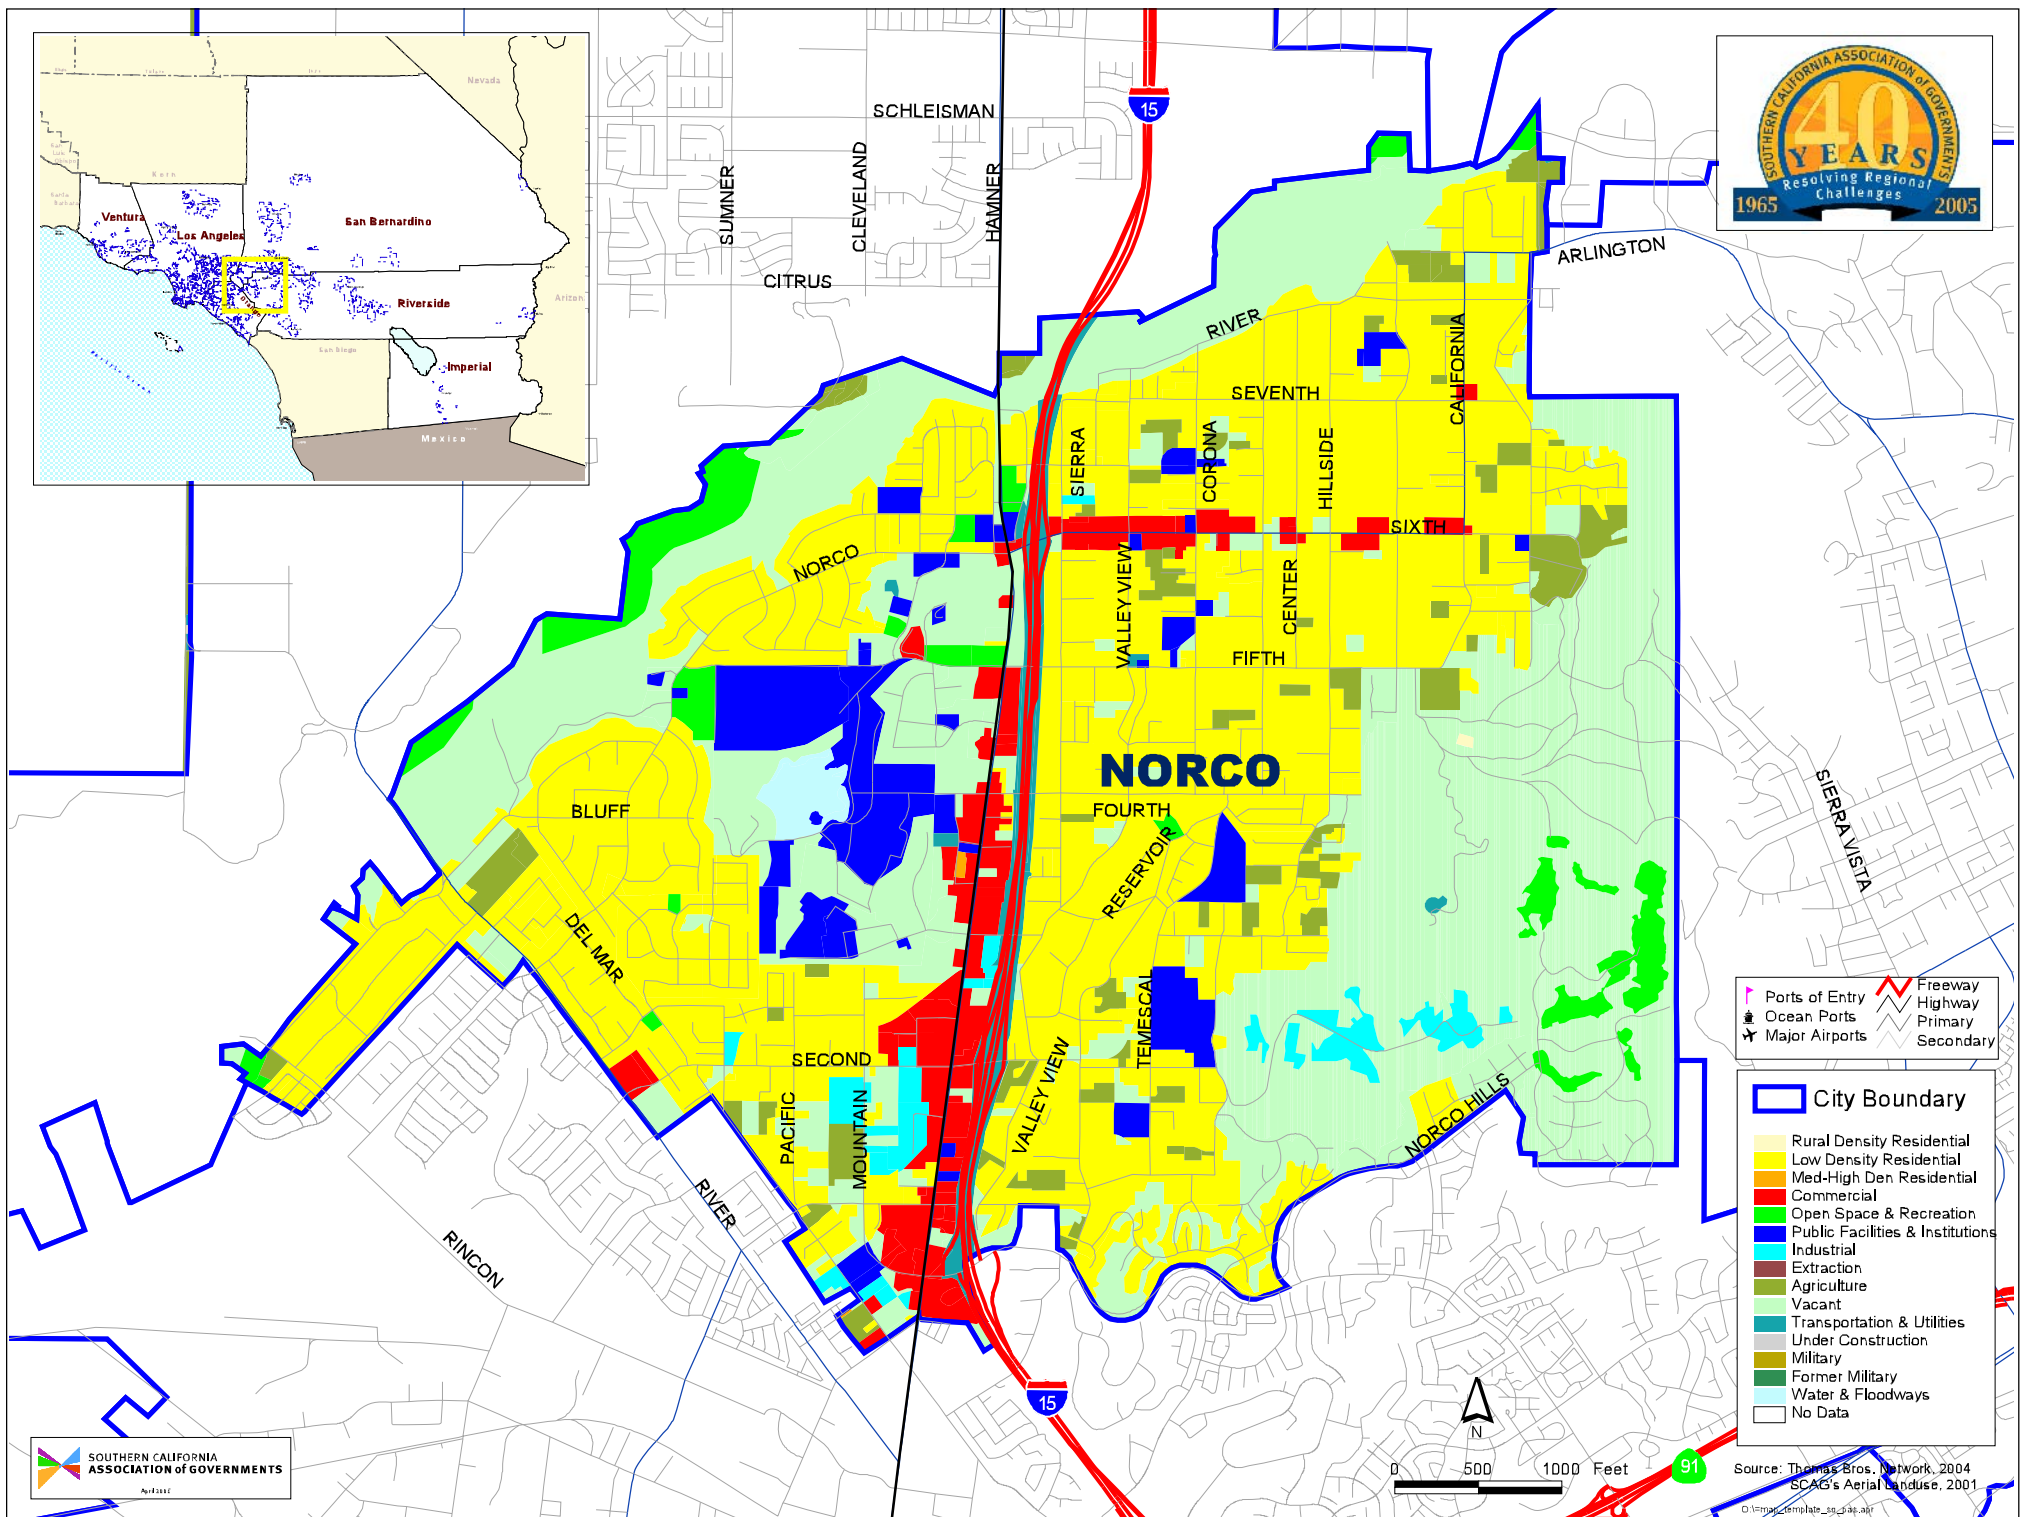 Nevada
Kern
Ventura
Los Angeles
San Bernardino
Riverside
Orange
San Diego
Imperial
Mexico
Pacific Ocean
SOUTHERN CALIFORNIA ASSOCIATION of GOVERNMENTS
40
YEARS
Resolving Regional
Challenges
1965
2005
15
SCHLEISMAN
SUMNER
CLEVELAND
HAMNER
CITRUS
ARLINGTON
RIVER
CALIFORNIA
SEVENTH
SIERRA
CORONA
HILLSIDE
SIXTH
NORCO
VALLEY VIEW
CENTER
FIFTH
NORCO
BLUFF
FOURTH
RESERVOIR
SIERRA VISTA
DEL MAR
TEMESCAL
SECOND
VALLEY VIEW
PACIFIC
MOUNTAIN
NORCO HILLS
RIVER
RINCON
15
91
Ports of Entry
Ocean Ports
Major Airports
Freeway
Highway
Primary
Secondary
City Boundary
Rural Density Residential
Low Density Residential
Med-High Den Residential
Commercial
Open Space & Recreation
Public Facilities & Institutions
Industrial
Extraction
Agriculture
Vacant
Transportation & Utilities
Under Construction
Military
Former Military
Water & Floodways
No Data
N
0 500 1000 Feet
Source: Thomas Bros. Network, 2004
SCAG's Aerial Landuse, 2001
SOUTHERN CALIFORNIA
ASSOCIATION of GOVERNMENTS